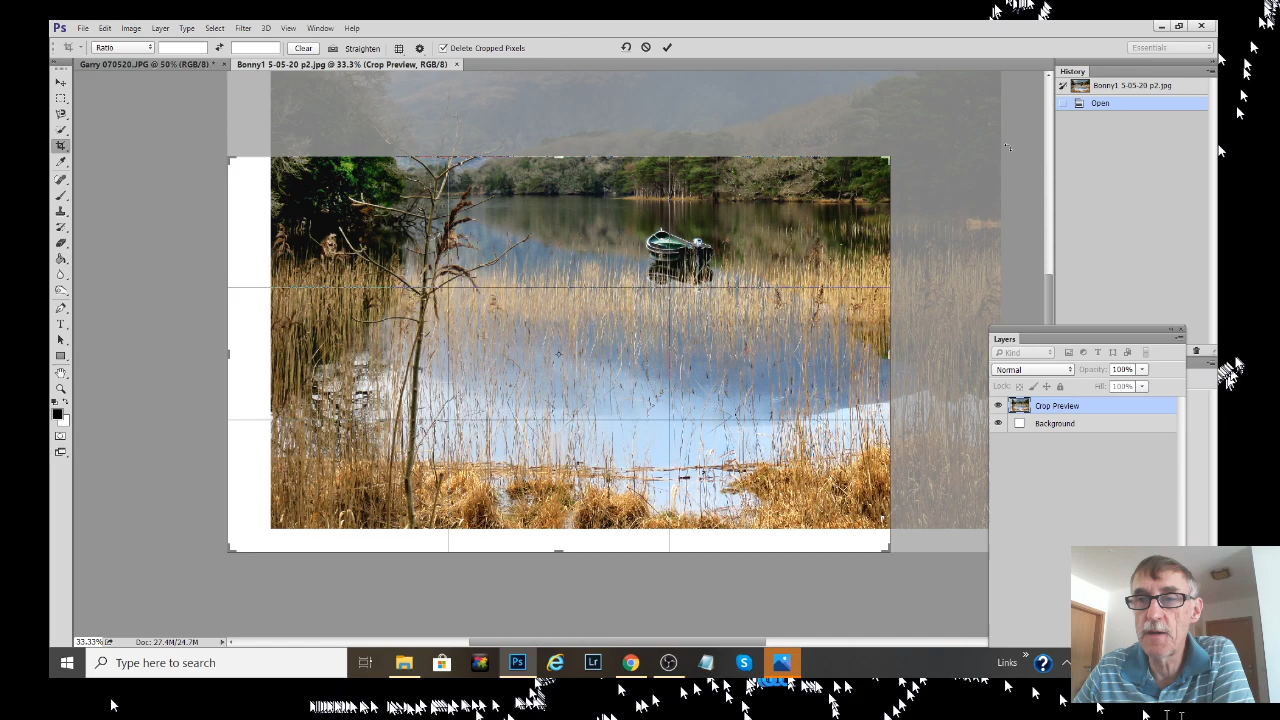 Ps File Edit Image Layer Type Select Filter 3D View Window Help
Ratio Clear Straighten Delete Cropped Pixels Essentials
Garry 070520.JPG @ 50% (RGB/8) * × Bonny1 5-05-20 p2.jpg @ 33.3% (Crop Preview, RGB/8) ×
History
Bonny1 5-05-20 p2.jpg
Open
Layers
Kind
Normal Opacity: 100%
Lock: Fill: 100%
Crop Preview
Background
33.33% Doc: 27.4M/24.7M
Type here to search Ps Lr Links »